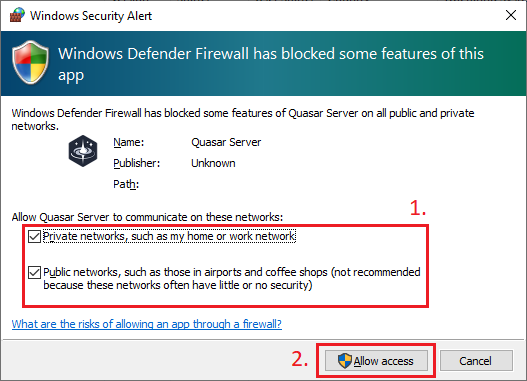 Windows Security Alert
Windows Defender Firewall has blocked some features of this
app
Windows Defender Firewall has blocked some features of Quasar Server on all public and private
networks.
Name: Quasar Server
Publisher: Unknown
Path:
Allow Quasar Server to communicate on these networks:
1.
Private networks, such as my home or work network
Public networks, such as those in airports and coffee shops (not recommended
because these networks often have little or no security)
What are the risks of allowing an app through a firewall?
2.
Allow access
Cancel